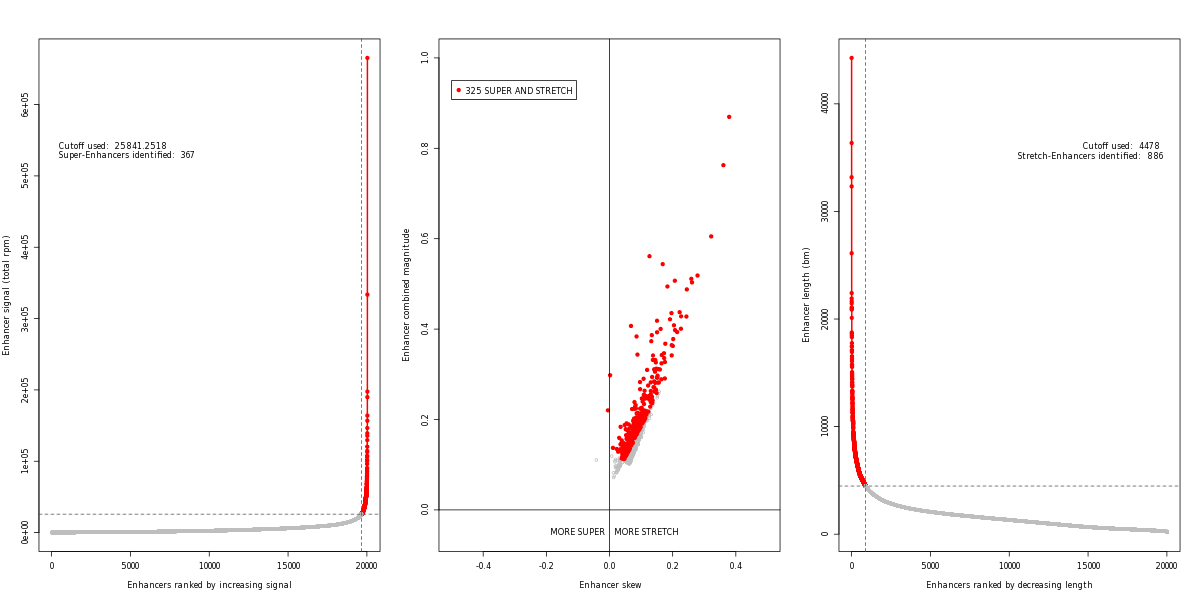 Cutoff used: 25841.2518
Super-Enhancers identified: 367
Enhancer signal (total rpm)
0e+00
1e+05
2e+05
3e+05
4e+05
5e+05
6e+05
0
5000
10000
15000
20000
Enhancers ranked by increasing signal
325 SUPER AND STRETCH
Enhancer combined magnitude
0.0
0.2
0.4
0.6
0.8
1.0
MORE SUPER
MORE STRETCH
-0.4
-0.2
0.0
0.2
0.4
Enhancer skew
Cutoff used: 4478
Stretch-Enhancers identified: 886
Enhancer length (bm)
0
10000
20000
30000
40000
0
5000
10000
15000
20000
Enhancers ranked by decreasing length